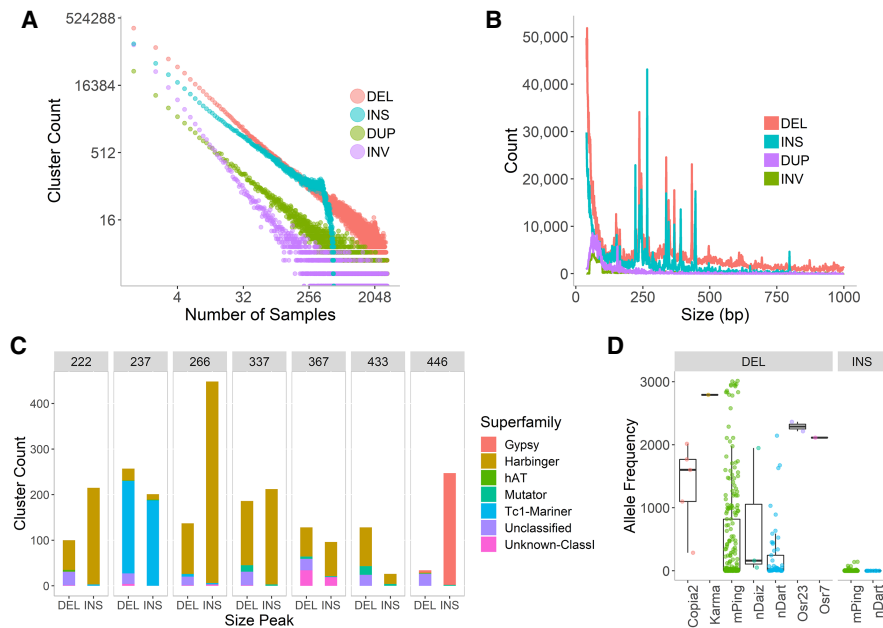 A
524288
16384
512
16
Cluster Count
4
32
256
2048
Number of Samples
DEL
INS
DUP
INV
B
50,000
40,000
30,000
20,000
10,000
0
Count
0
250
500
750
1000
Size (bp)
DEL
INS
DUP
INV
C
222
237
266
337
367
433
446
400
300
200
100
0
Cluster Count
DEL INS
DEL INS
DEL INS
DEL INS
DEL INS
DEL INS
DEL INS
Size Peak
Superfamily
Gypsy
Harbinger
hAT
Mutator
Tc1-Mariner
Unclassified
Unknown-ClassI
D
DEL
INS
3000
2000
1000
0
Allele Frequency
Copia2
Karma
mPing
nDaiz
nDart
Osr23
Osr7
mPing
nDart